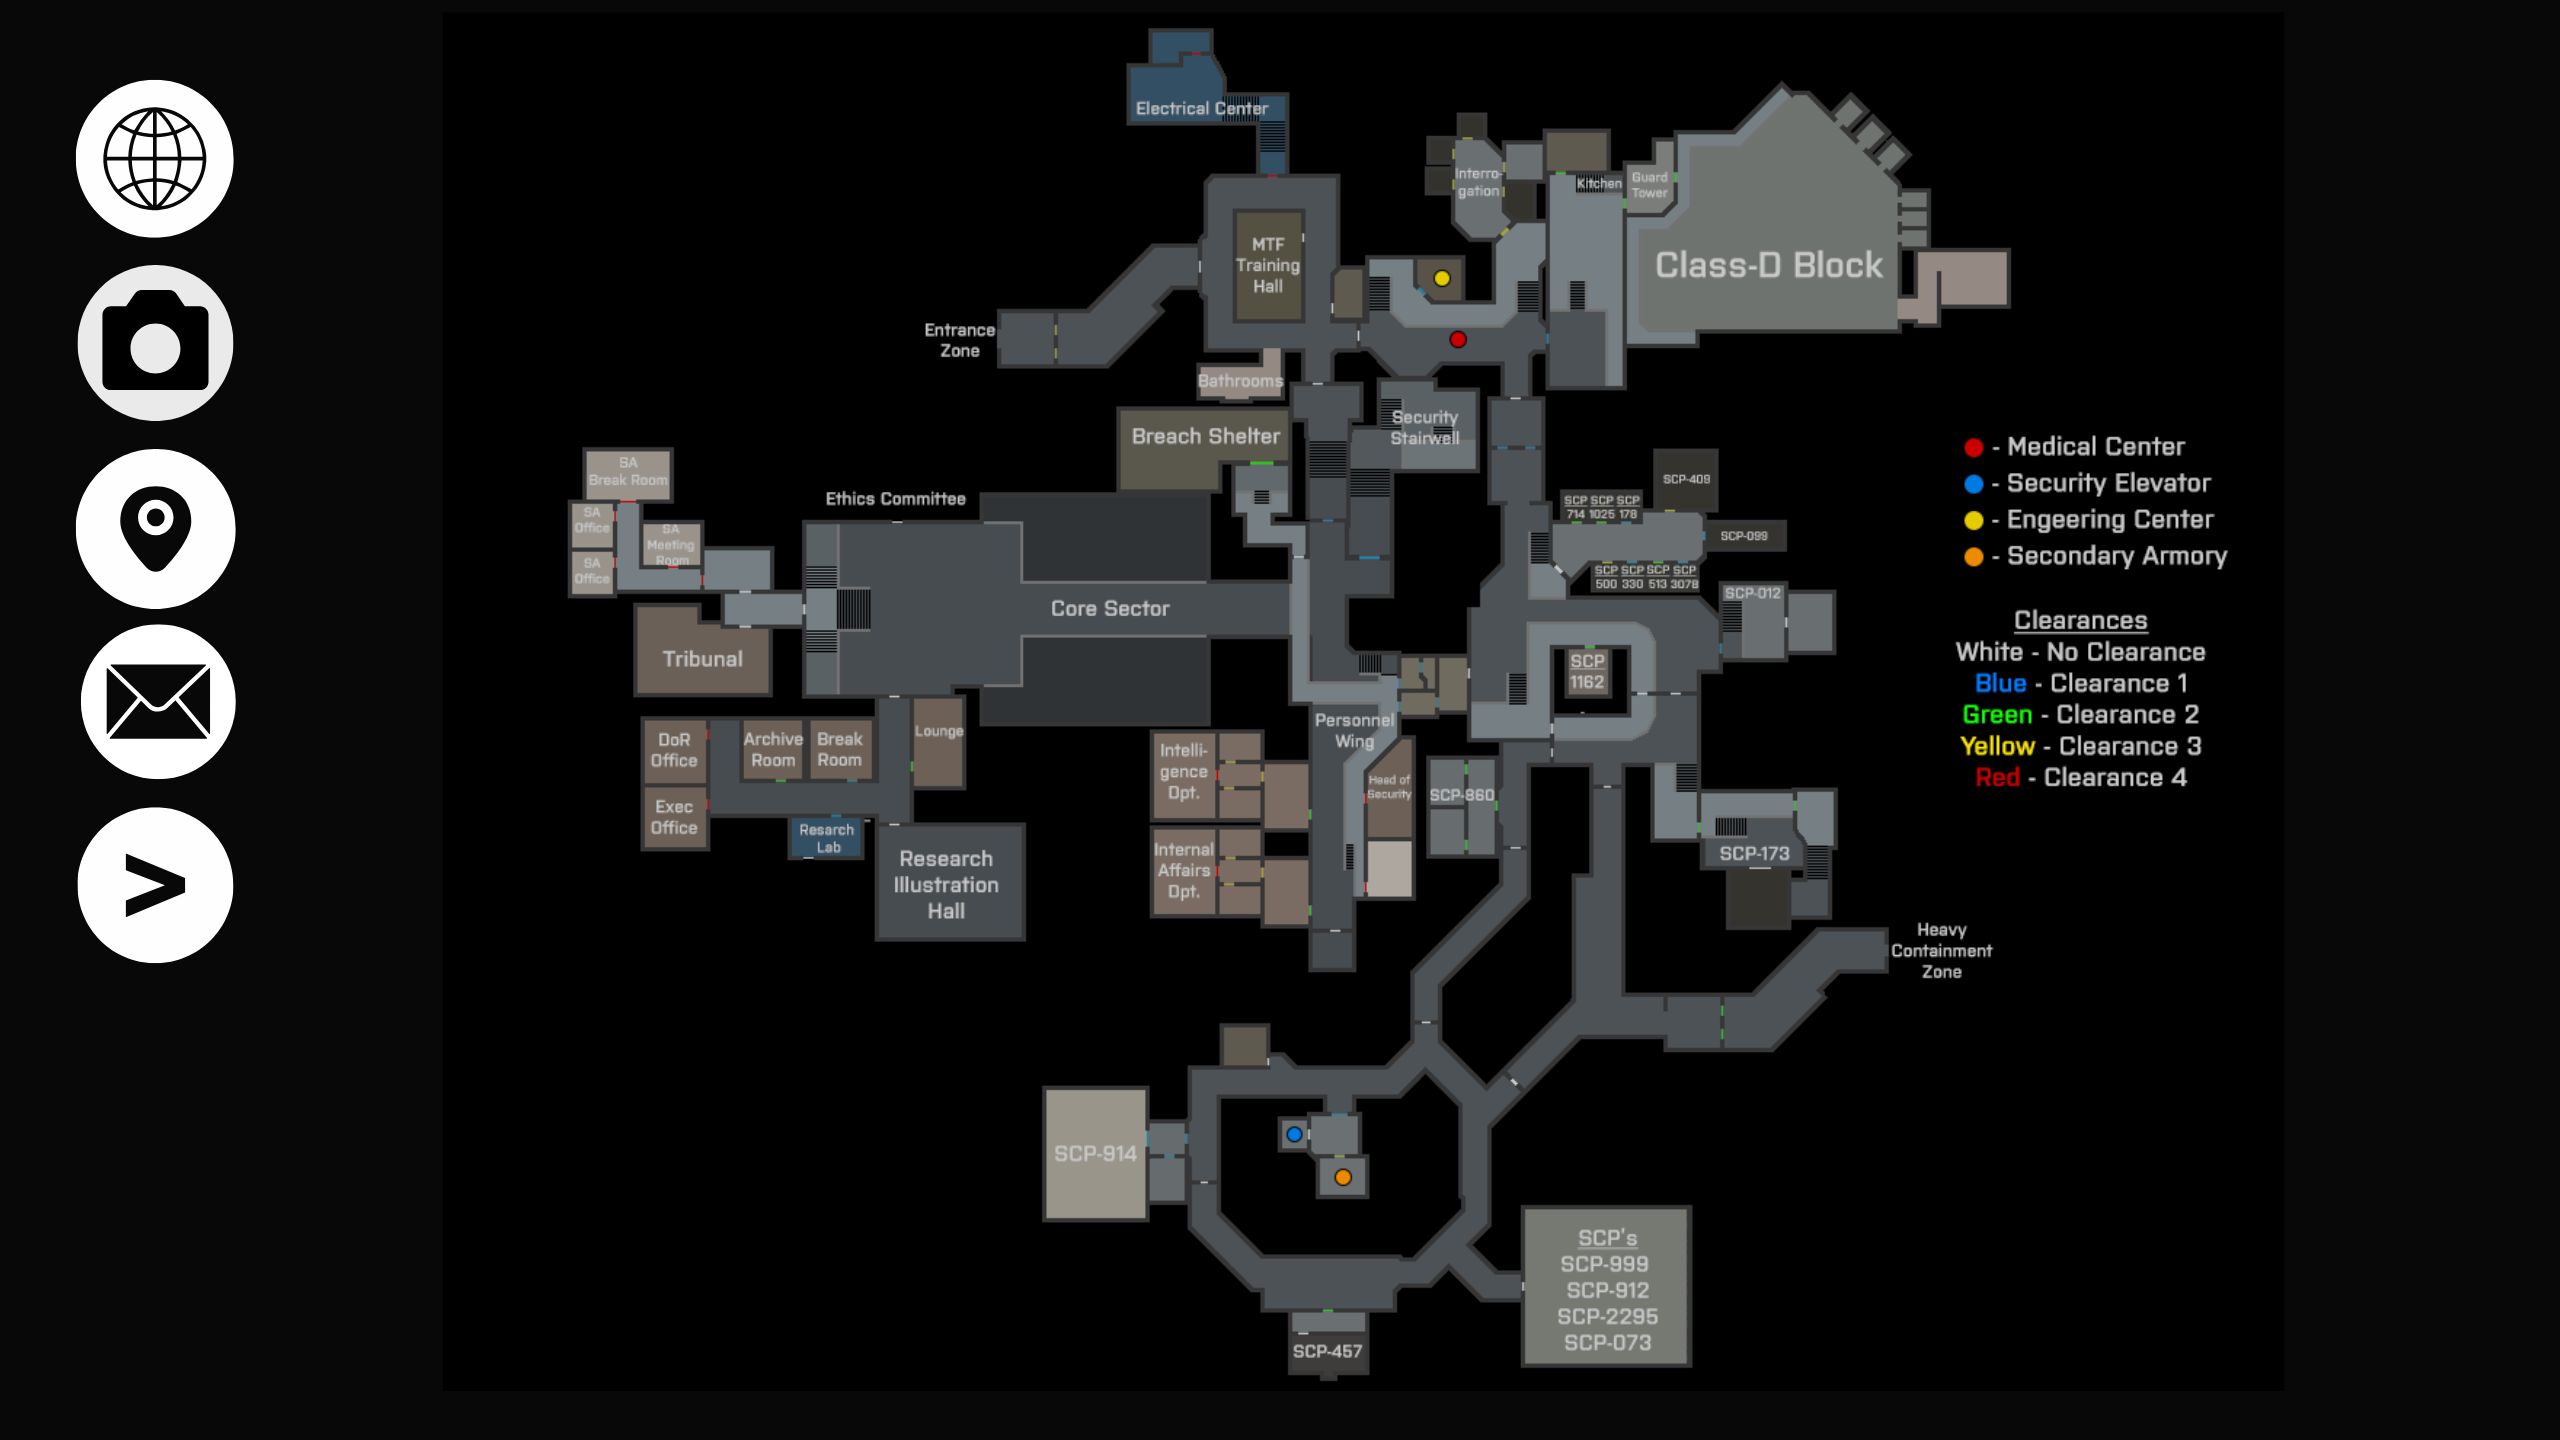 Electrical Center
Interro-
gation
Kitchen
Guard
Tower
MTF
Training
Hall
Class-D Block
Entrance
Zone
Bathrooms
Security
Stairwell
Breach Shelter
SA
Break Room
SA
Office
SA
Meeting
Room
SA
Office
Ethics Committee
Core Sector
Tribunal
SCP-409
SCP SCP SCP
714 1025 178
SCP-099
SCP SCP SCP SCP
500 330 513 3078
SCP-012
SCP
1162
- Medical Center
- Security Elevator
- Engeering Center
- Secondary Armory
Clearances
White - No Clearance
Blue - Clearance 1
Green - Clearance 2
Yellow - Clearance 3
Red - Clearance 4
DoR
Office
Archive
Room
Break
Room
Lounge
Exec
Office
Resarch
Lab
Research
Illustration
Hall
Personnel
Wing
Intelli-
gence
Dpt.
Internal
Affairs
Dpt.
Head of
Security
SCP-860
SCP-173
Heavy
Containment
Zone
SCP-914
SCP's
SCP-999
SCP-912
SCP-2295
SCP-073
SCP-457
>